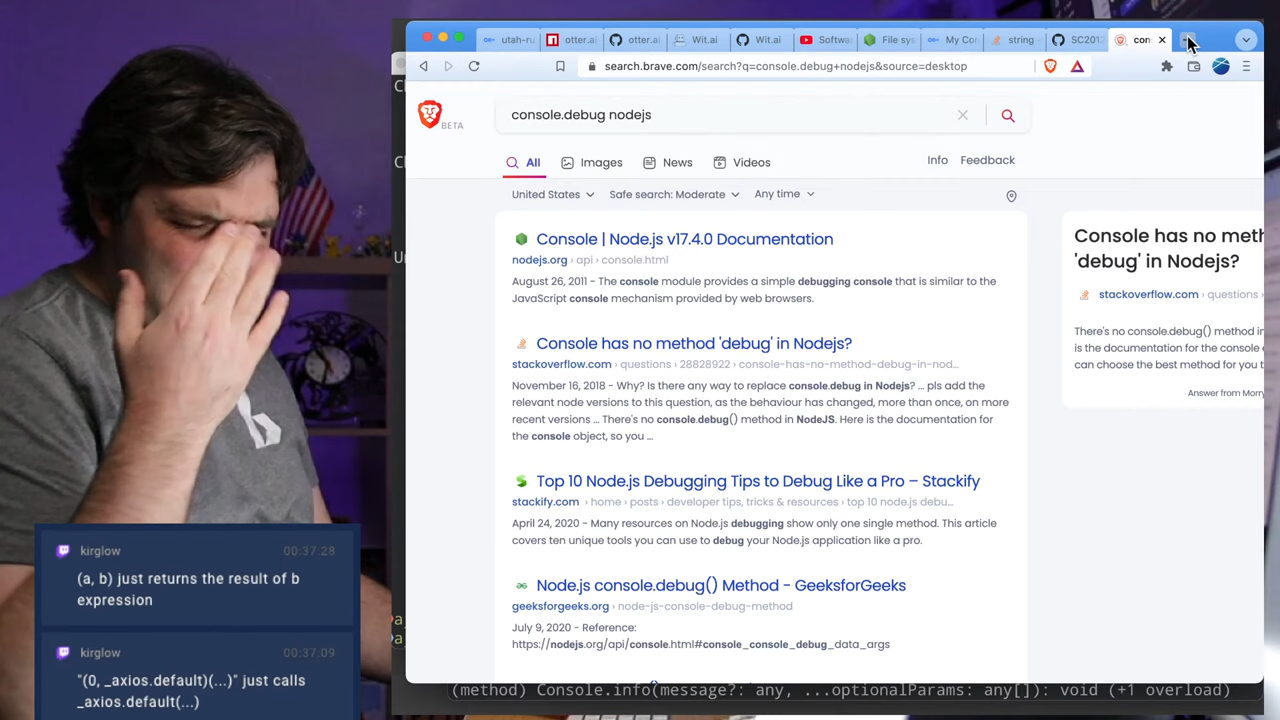 utah-ru
otter.ai
otter.ai
Wit.ai
Wit.ai
Softwa
File sys
My Con
string
SC201
con
search.brave.com/search?q=console.debug+nodejs&source=desktop
BETA
console.debug nodejs
All
Images
News
Videos
Info
Feedback
United States
Safe search: Moderate
Any time
Console | Node.js v17.4.0 Documentation
nodejs.org › api › console.html
August 26, 2011 - The console module provides a simple debugging console that is similar to the
JavaScript console mechanism provided by web browsers.
Console has no method 'debug' in Nodejs?
stackoverflow.com › questions › 28828922 › console-has-no-method-debug-in-nod...
November 16, 2018 - Why? Is there any way to replace console.debug in Nodejs? ... pls add the
relevant node versions to this question, as the behaviour has changed, more than once, on more
recent versions ... There's no console.debug() method in NodeJS. Here is the documentation for
the console object, so you ...
Top 10 Node.js Debugging Tips to Debug Like a Pro – Stackify
stackify.com › home › posts › developer tips, tricks & resources › top 10 node.js debu...
April 24, 2020 - Many resources on Node.js debugging show only one single method. This article
covers ten unique tools you can use to debug your Node.js application like a pro.
Node.js console.debug() Method - GeeksforGeeks
geeksforgeeks.org › node-js-console-debug-method
July 9, 2020 - Reference:
https://nodejs.org/api/console.html#console_console_debug_data_args
Console has no meth
'debug' in Nodejs?
stackoverflow.com › questions
There's no console.debug() method in
is the documentation for the console
can choose the best method for you
Answer from Morry
(method) Console.info(message?: any, ...optionalParams: any[]): void (+1 overload)
kirglow 00:37:28
(a, b) just returns the result of b
expression
kirglow 00:37:09
"(0, _axios.default)(...)" just calls
_axios.default(...)